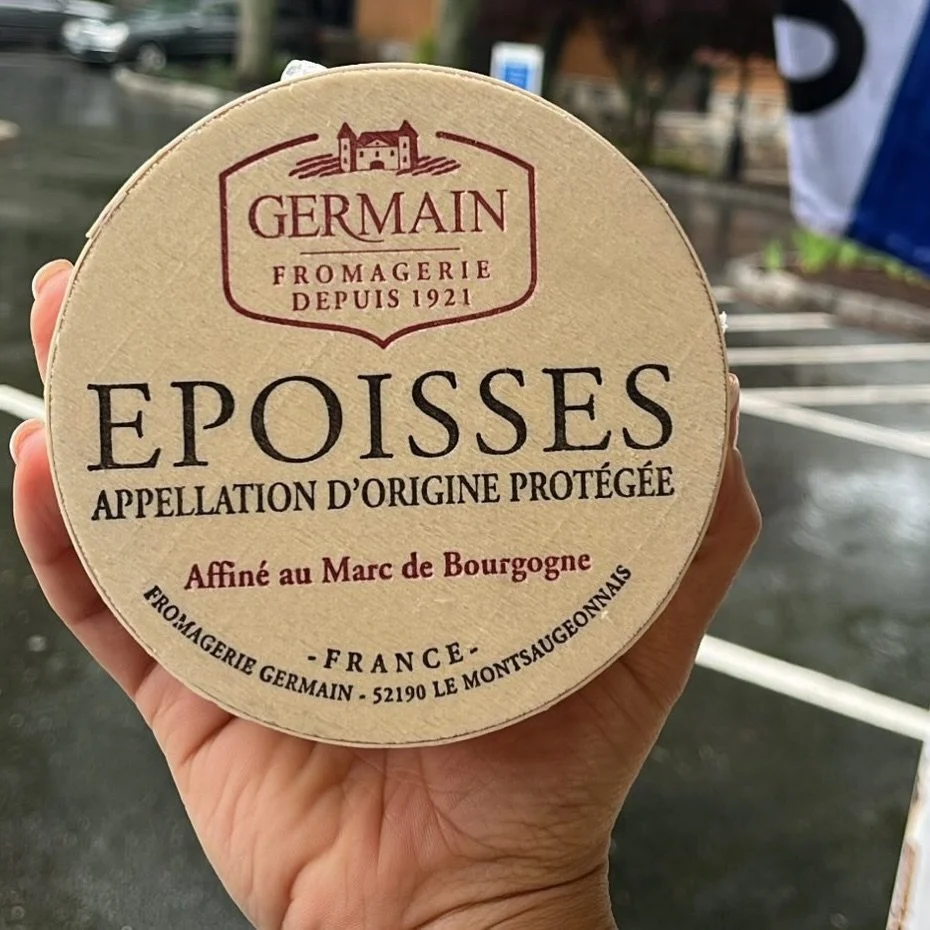 GERMAIN
FROMAGERIE
DEPUIS 1921
EPOISSES
APPELLATION D'ORIGINE PROTÉGÉE
Affiné au Marc de Bourgogne
-FRANCE-
FROMAGERIE GERMAIN - 52190 LE MONTSAUGEONNAIS